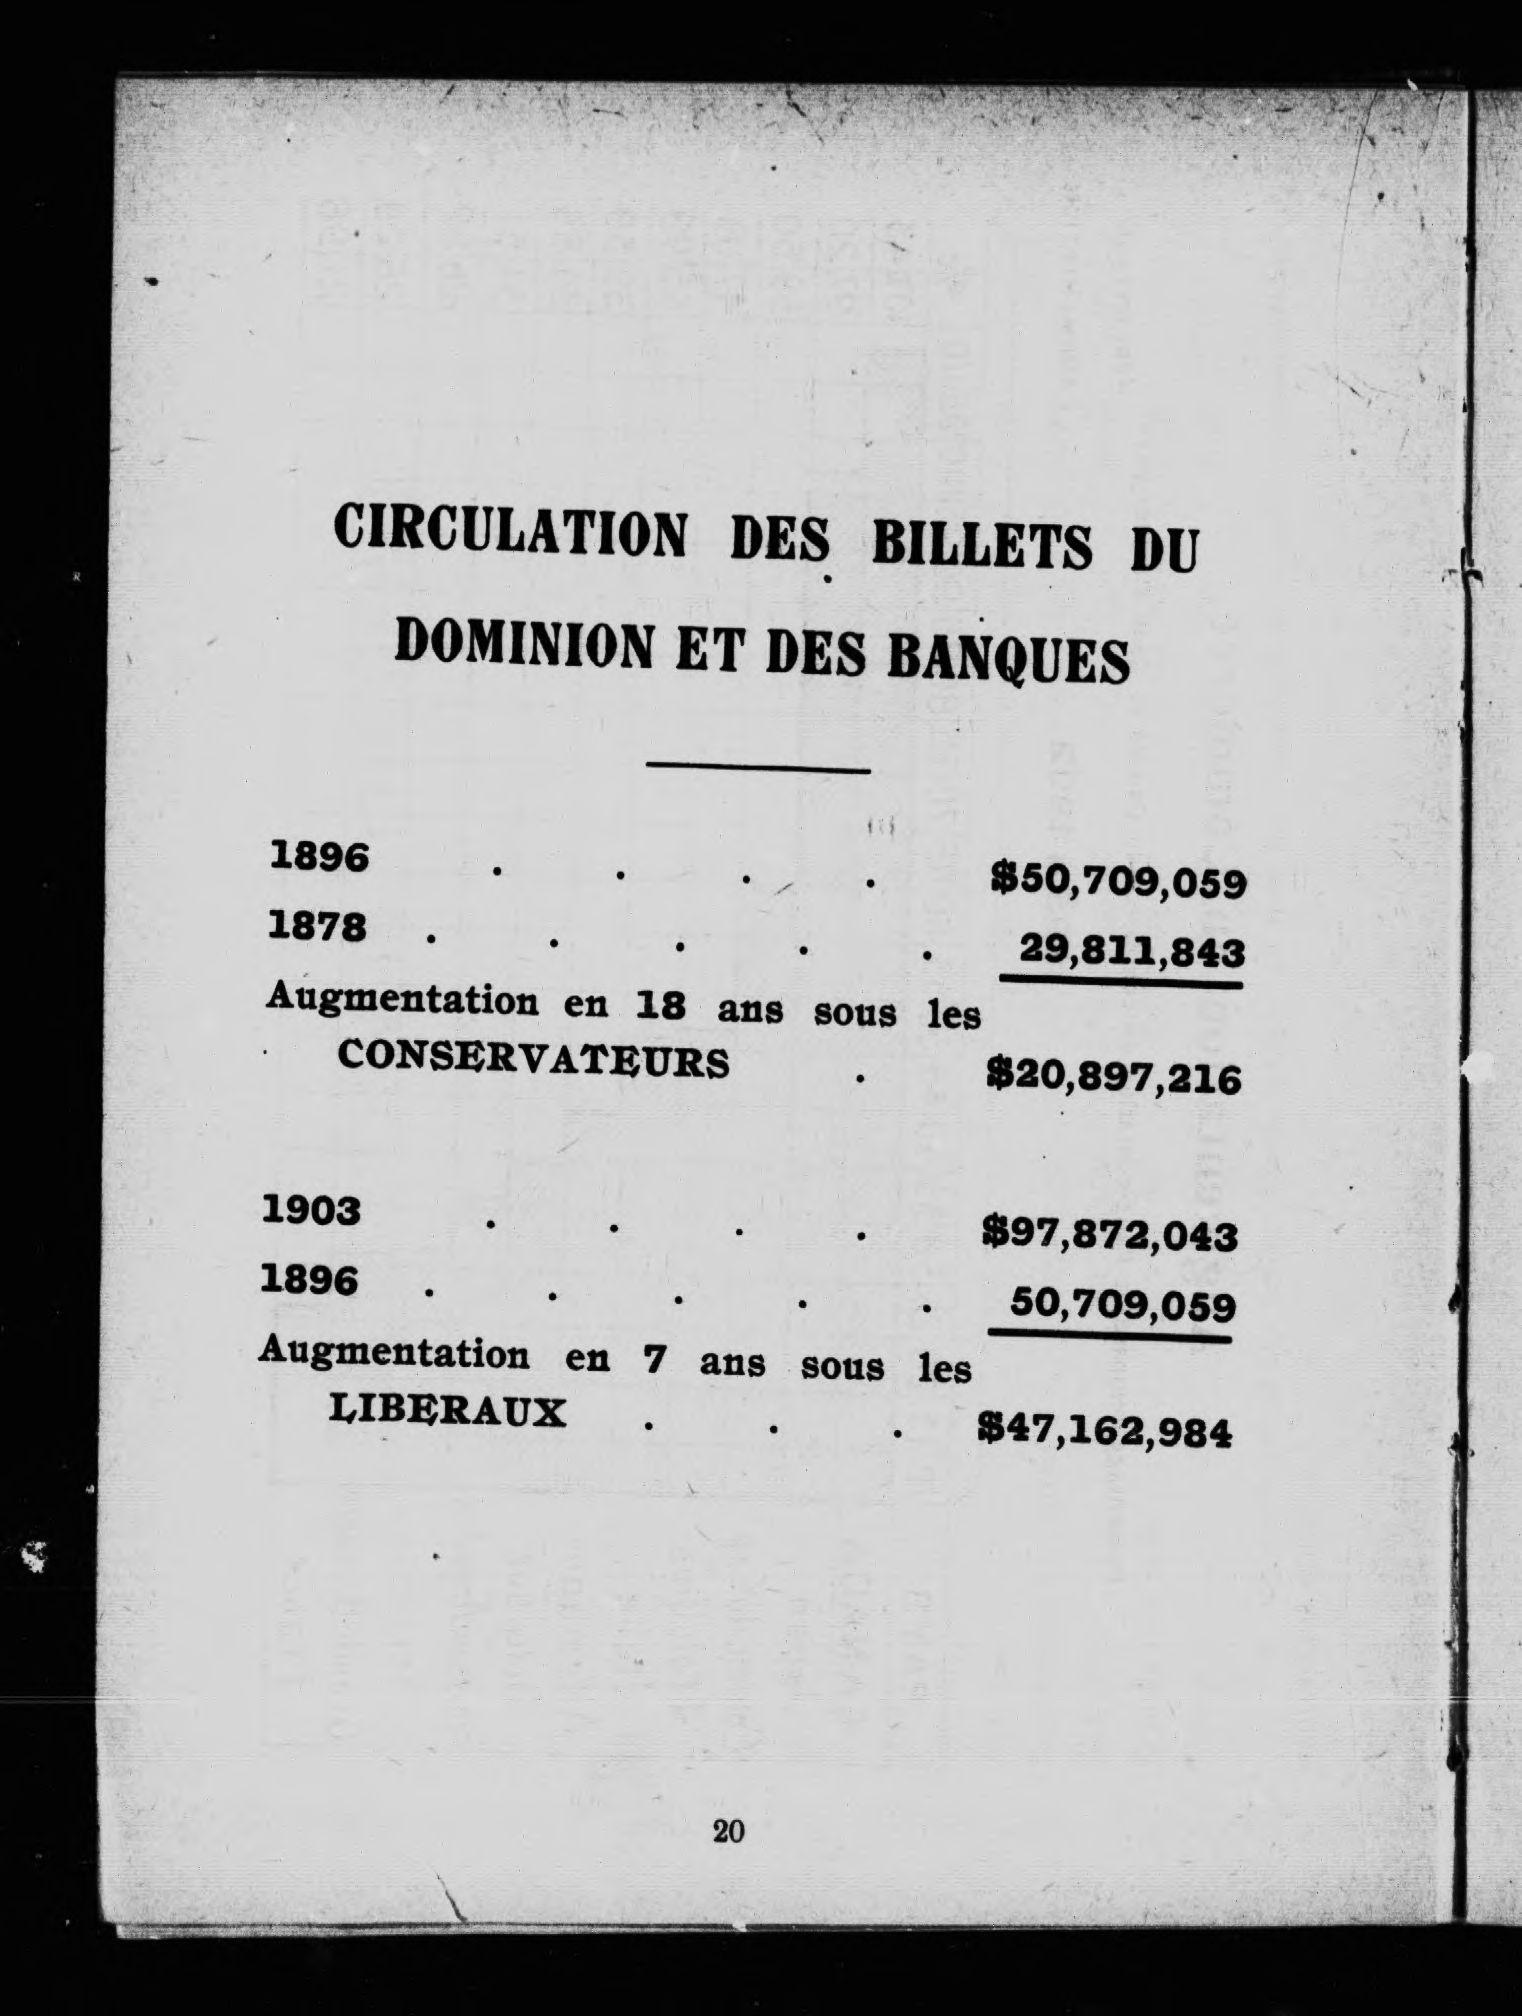 CIRCULATION DES BILLETS DU
DOMINION ET DES BANQUES
1896 . . . . $50,709,059
1878 . . . . . 29,811,843
Augmentation en 18 ans sous les
CONSERVATEURS . $20,897,216
1903 . . . . $97,872,043
1896 . . . . . 50,709,059
Augmentation en 7 ans sous les
LIBERAUX . . . $47,162,984
20